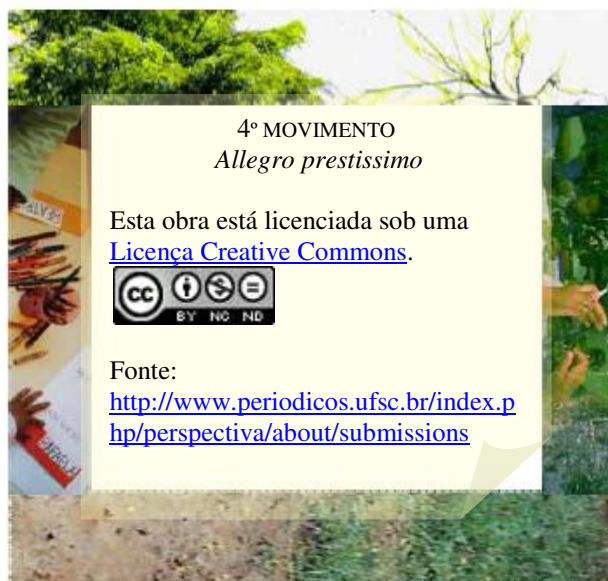 4º MOVIMENTO
Allegro prestissimo
Esta obra está licenciada sob uma
Licença Creative Commons.
cc
BY NC ND
Fonte:
http://www.periodicos.ufsc.br/index.p
hp/perspectiva/about/submissions